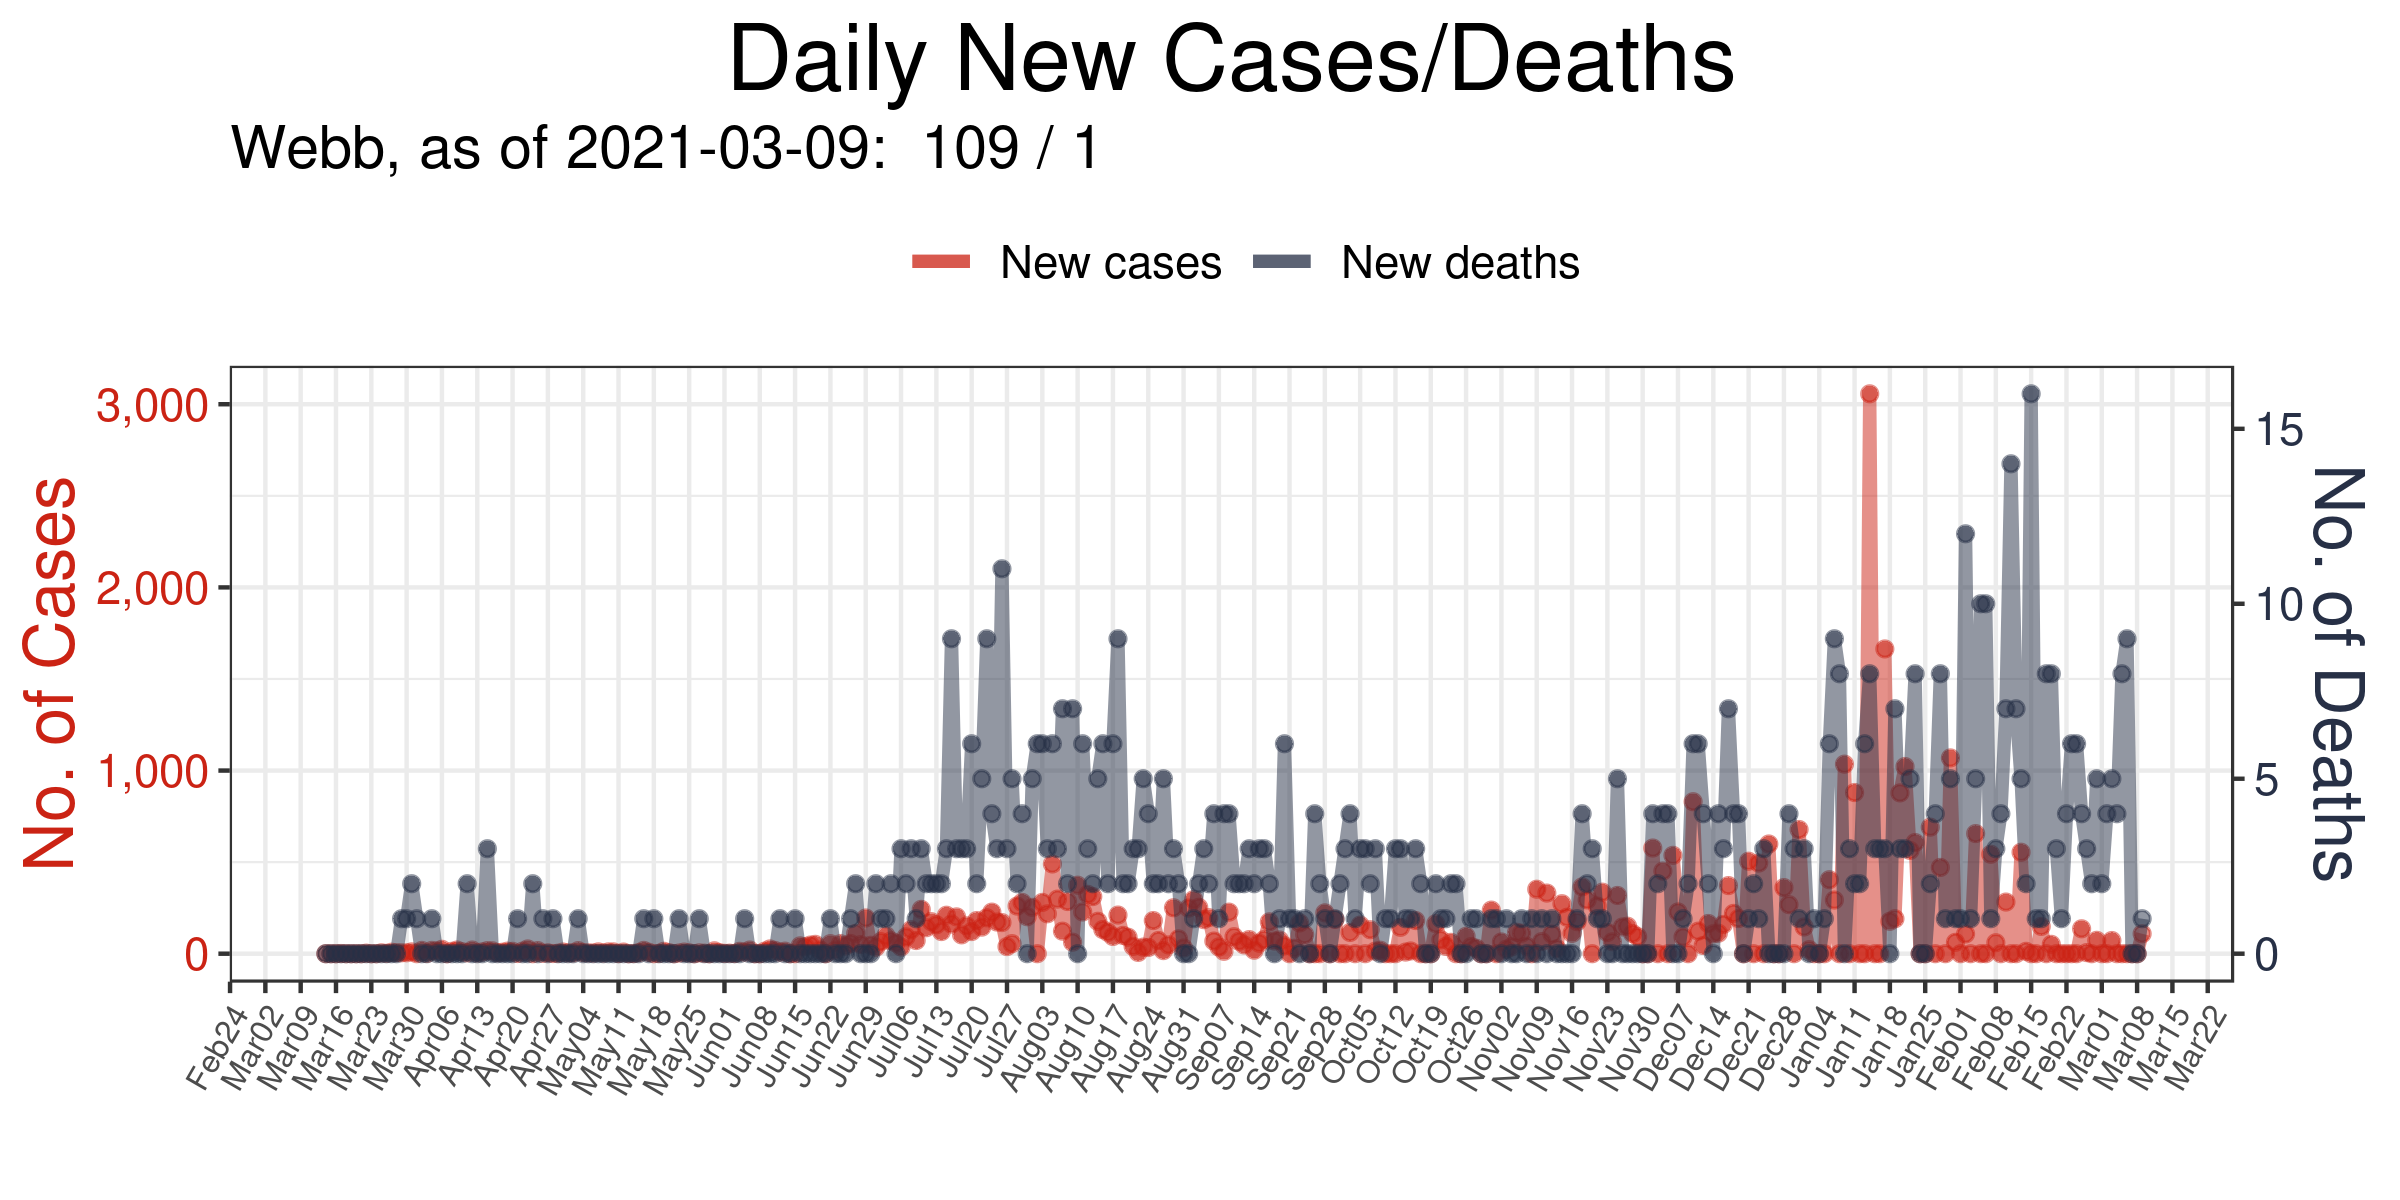 Daily New Cases/Deaths
Webb, as of 2021-03-09:  109 / 1
New cases
New deaths
No. of Cases
3,000
2,000
1,000
0
15
10
5
0
No. of Deaths
Feb24
Mar02
Mar09
Mar16
Mar23
Mar30
Apr06
Apr13
Apr20
Apr27
May04
May11
May18
May25
Jun01
Jun08
Jun15
Jun22
Jun29
Jul06
Jul13
Jul20
Jul27
Aug03
Aug10
Aug17
Aug24
Aug31
Sep07
Sep14
Sep21
Sep28
Oct05
Oct12
Oct19
Oct26
Nov02
Nov09
Nov16
Nov23
Nov30
Dec07
Dec14
Dec21
Dec28
Jan04
Jan11
Jan18
Jan25
Feb01
Feb08
Feb15
Feb22
Mar01
Mar08
Mar15
Mar22